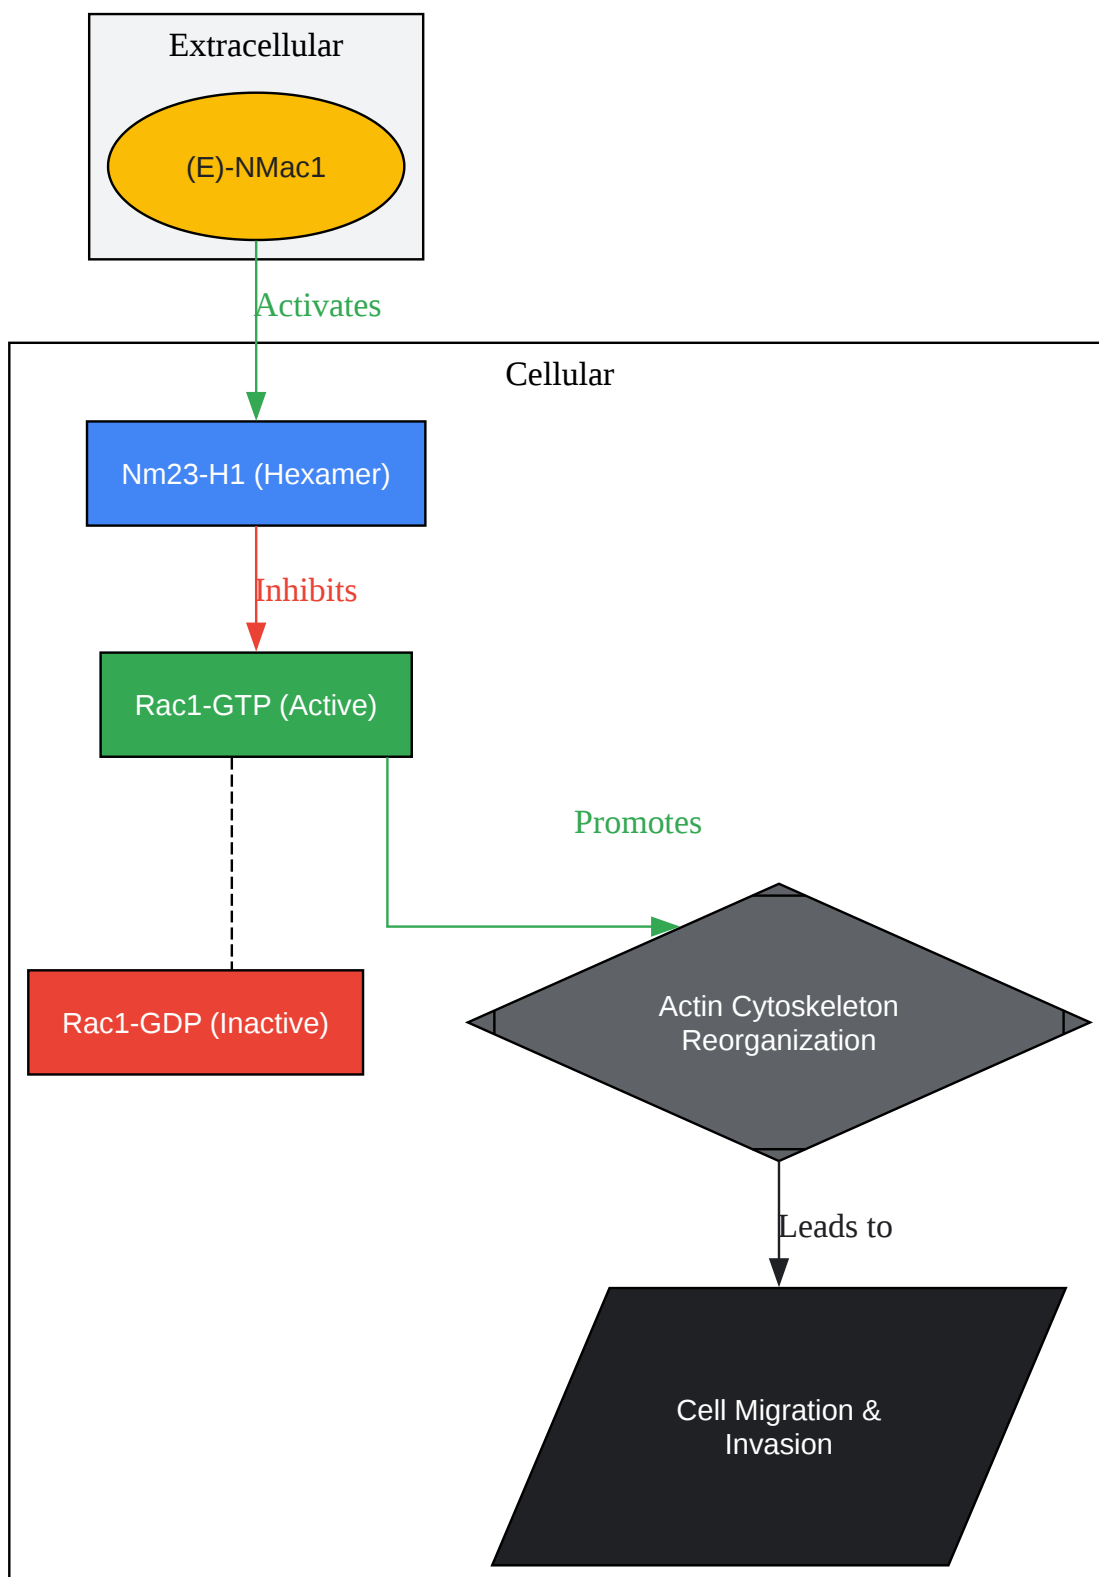 Extracellular
(E)-NMac1
Activates
Cellular
Nm23-H1 (Hexamer)
Inhibits
Rac1-GTP (Active)
Promotes
Rac1-GDP (Inactive)
Actin Cytoskeleton
Reorganization
Leads to
Cell Migration &
Invasion